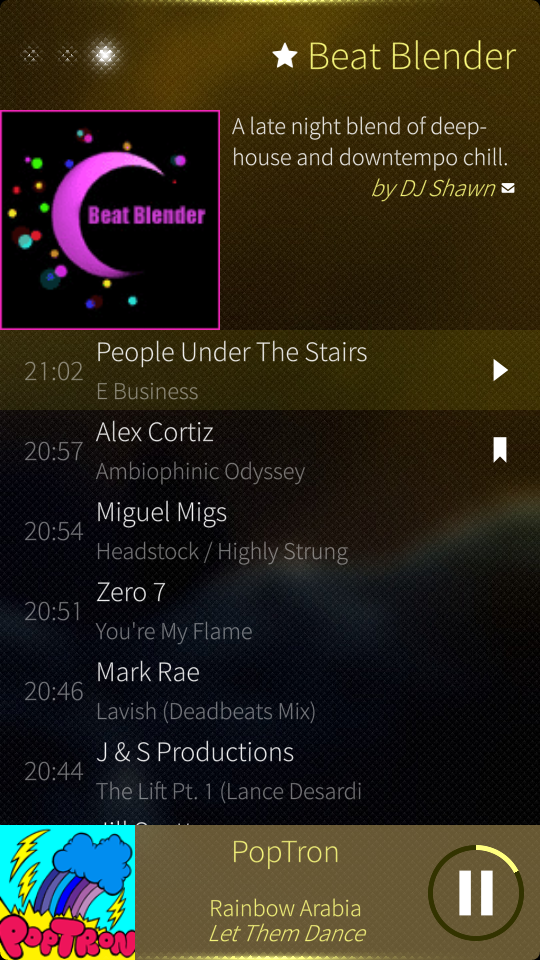 Beat Blender
Beat Blender
A late night blend of deep-
house and downtempo chill.
by DJ Shawn
21:02
People Under The Stairs
E Business
20:57
Alex Cortiz
Ambiophinic Odyssey
20:54
Miguel Migs
Headstock / Highly Strung
20:51
Zero 7
You're My Flame
20:46
Mark Rae
Lavish (Deadbeats Mix)
20:44
J & S Productions
The Lift Pt. 1 (Lance Desardi
POPTRON
PopTron
Rainbow Arabia
Let Them Dance